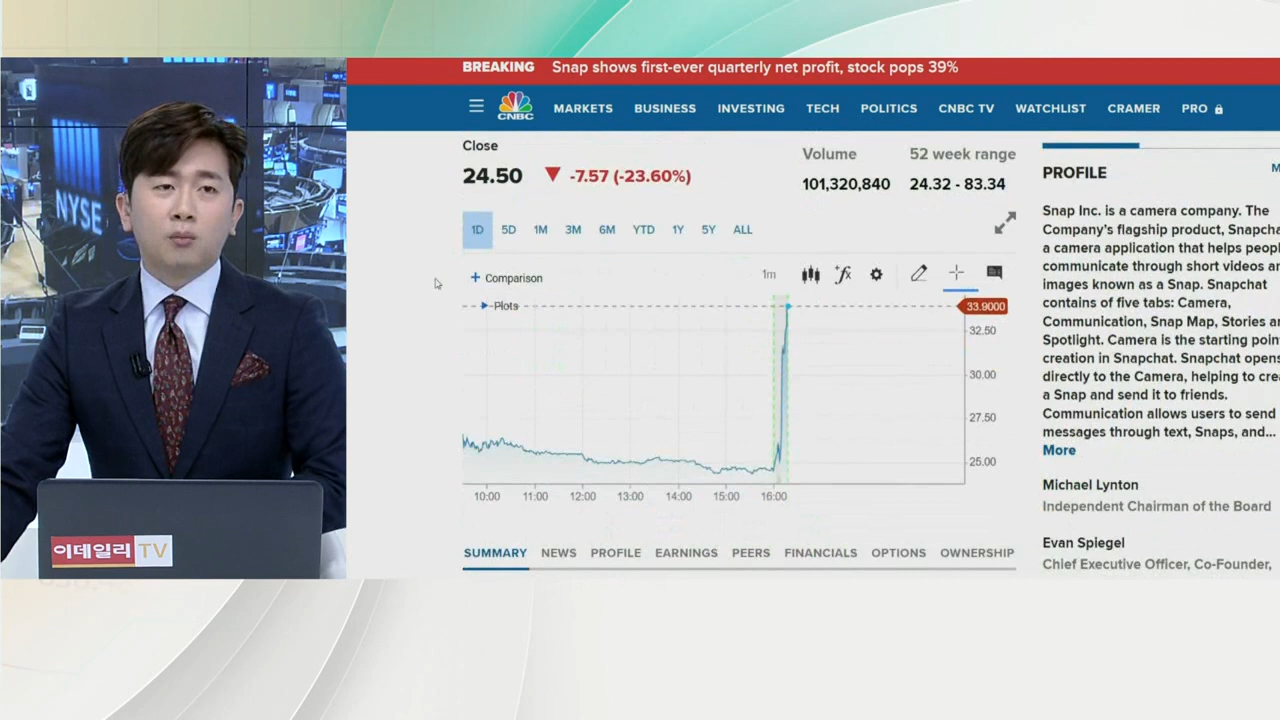 BREAKING Snap shows first-ever quarterly net profit, stock pops 39%
CNBC
MARKETS BUSINESS INVESTING TECH POLITICS CNBC TV WATCHLIST CRAMER PRO
Close
24.50 ▼ -7.57 (-23.60%)
Volume
101,320,840
52 week range
24.32 - 83.34
1D 5D 1M 3M 6M YTD 1Y 5Y ALL
+ Comparison
1m
Plots
33.9000
32.50
30.00
27.50
25.00
10:00 11:00 12:00 13:00 14:00 15:00 16:00
SUMMARY NEWS PROFILE EARNINGS PEERS FINANCIALS OPTIONS OWNERSHIP
PROFILE
M
Snap Inc. is a camera company. The
Company's flagship product, Snapcha
a camera application that helps peopl
communicate through short videos an
images known as a Snap. Snapchat
contains of five tabs: Camera,
Communication, Snap Map, Stories an
Spotlight. Camera is the starting point
creation in Snapchat. Snapchat opens
directly to the Camera, helping to crea
a Snap and send it to friends.
Communication allows users to send
messages through text, Snaps, and...
More
Michael Lynton
Independent Chairman of the Board
Evan Spiegel
Chief Executive Officer, Co-Founder,
NYSE
이데일리 TV